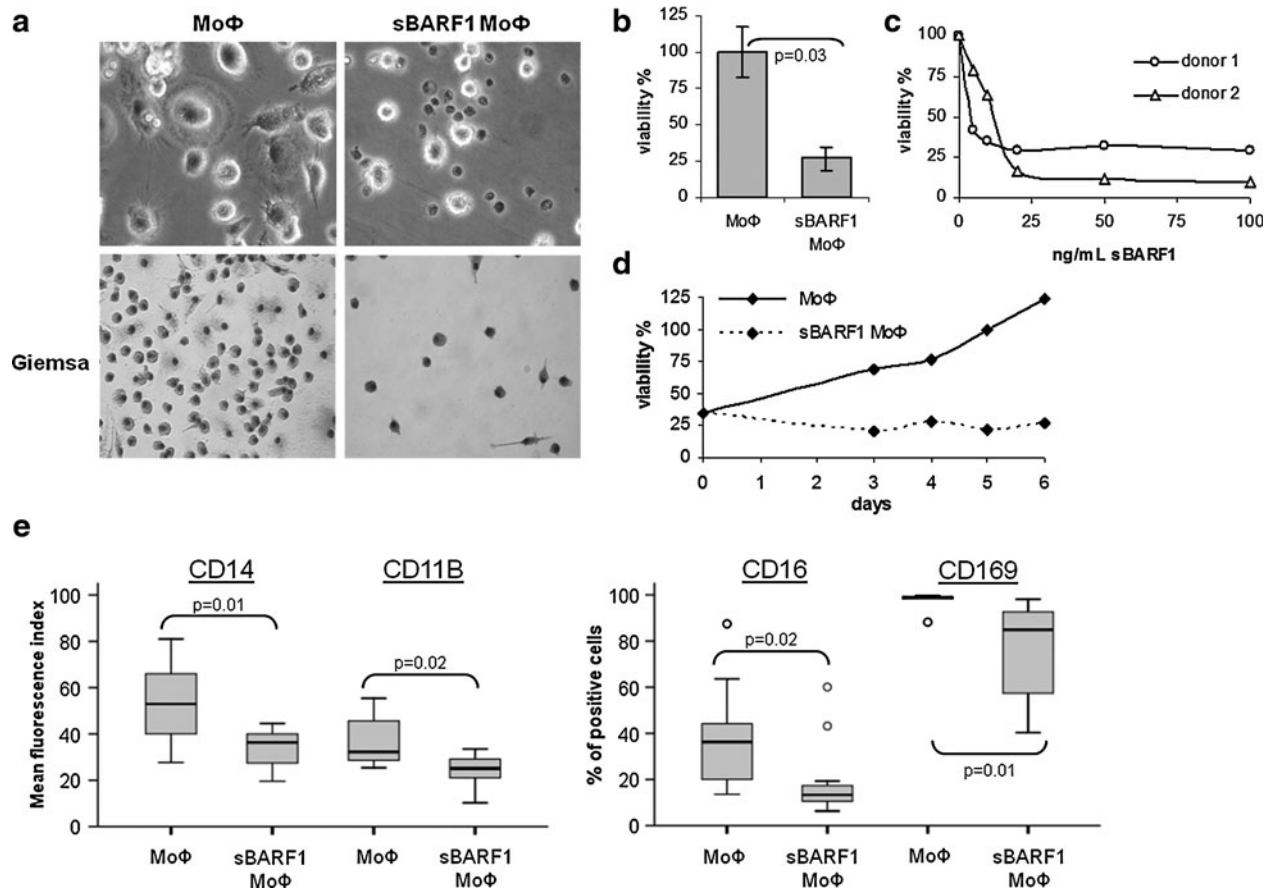 a
MoΦ
sBARF1 MoΦ
Giemsa
b
viability %
125
100
75
50
25
0
p=0.03
MoΦ
sBARF1
MoΦ
c
viability %
100
75
50
25
0
donor 1
donor 2
0 25 50 75 100
ng/mL sBARF1
d
viability %
125
100
75
50
25
0
MoΦ
sBARF1 MoΦ
0 1 2 3 4 5 6
days
e
Mean fluorescence index
100
80
60
40
20
0
CD14
CD11B
p=0.01
p=0.02
MoΦ
sBARF1
MoΦ
MoΦ
sBARF1
MoΦ
% of positive cells
100
80
60
40
20
0
CD16
CD169
p=0.02
p=0.01
MoΦ
sBARF1
MoΦ
MoΦ
sBARF1
MoΦ